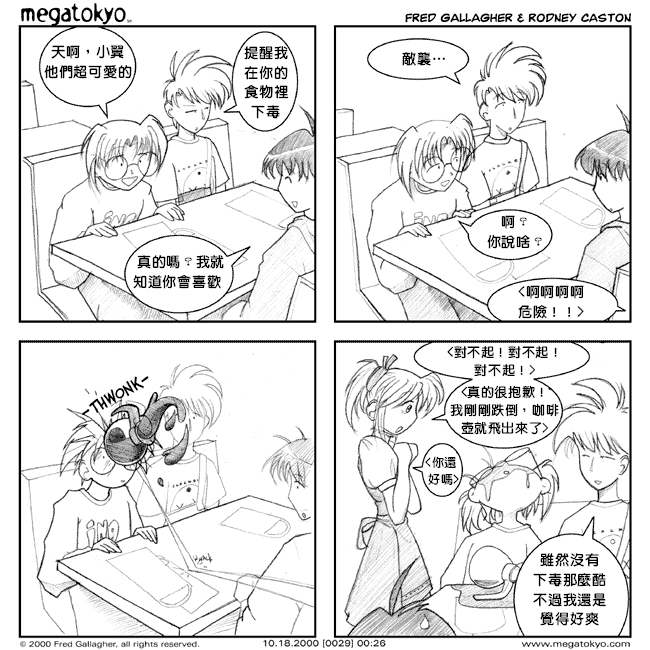 megatokyo
FRED GALLAGHER & RODNEY CASTON
天啊，小翼
他們超可愛的
提醒我
在你的
食物裡
下毒
真的嗎？我就
知道你會喜歡
敵襲⋯
啊？
你說啥？
<啊啊啊啊
危險！！>
-THWONK-
<對不起！對不起！
對不起！>
<真的很抱歉！
我剛剛跌倒，咖啡
壺就飛出來了>
<你還
好嗎>
雖然沒有
下毒那麼酷
不過我還是
覺得好爽
© 2000 Fred Gallagher, all rights reserved.
10.18.2000 [0029] 00:26
www.megatokyo.com